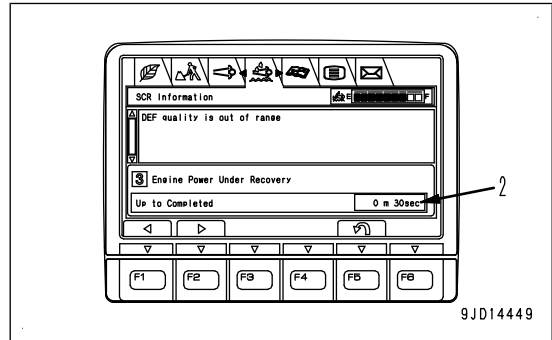 SCR Information
E F
DEF quality is out of range
3 Engine Power Under Recovery
Up to Completed 0 m 30sec
2
F1 F2 F3 F4 F5 F6
9JD14449